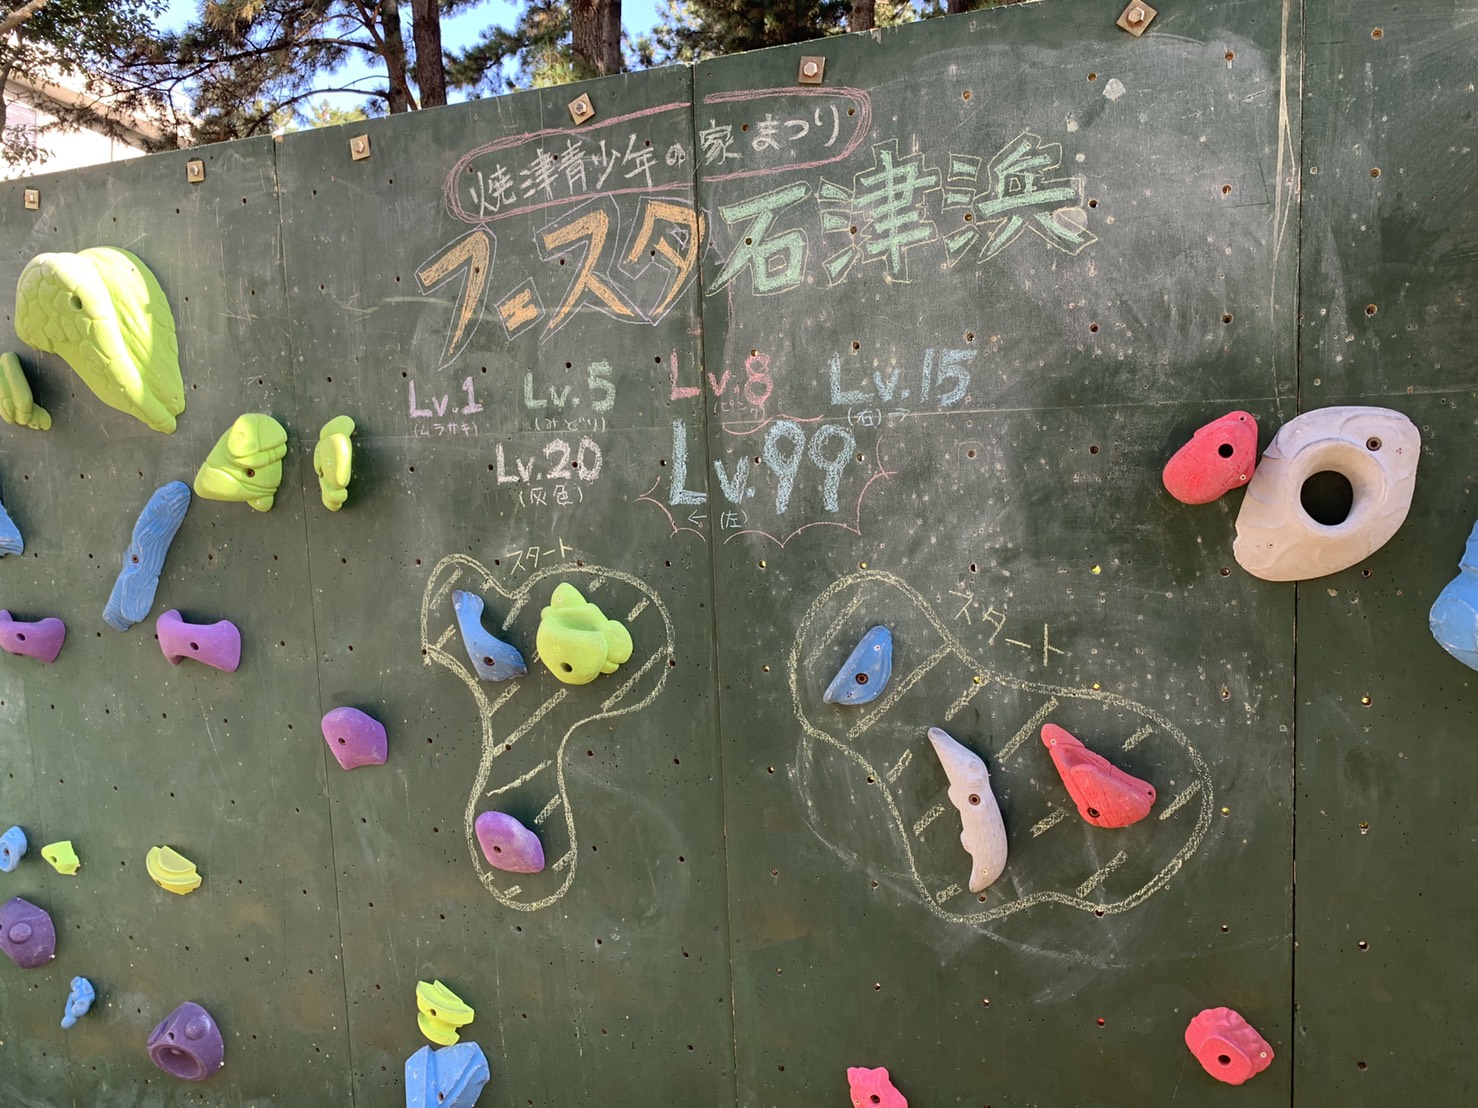 焼津青少年の家まつり
フェスタ石津浜
Lv.1 Lv.5 Lv.8 Lv.15
(ムラサキ) (みどり) (ピンク) (右)→
Lv.20 Lv.99
(灰色) ←(左)
スタート
スタート